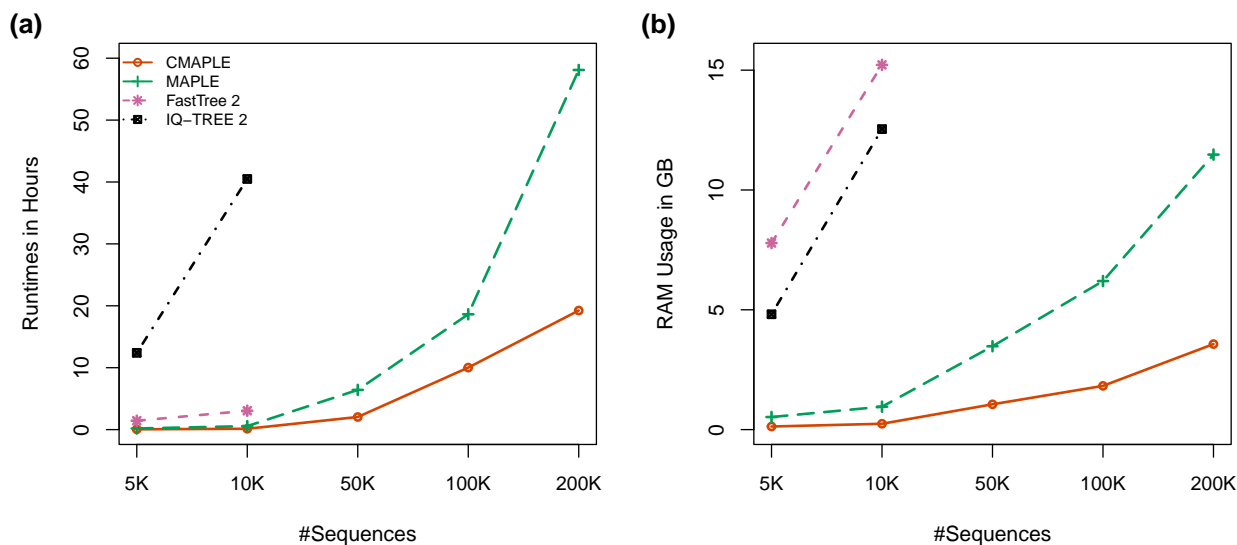 (a)
CMAPLE
MAPLE
FastTree 2
IQ−TREE 2
Runtimes in Hours
0
10
20
30
40
50
60
5K 10K 50K 100K 200K
#Sequences
(b)
RAM Usage in GB
0
5
10
15
5K 10K 50K 100K 200K
#Sequences